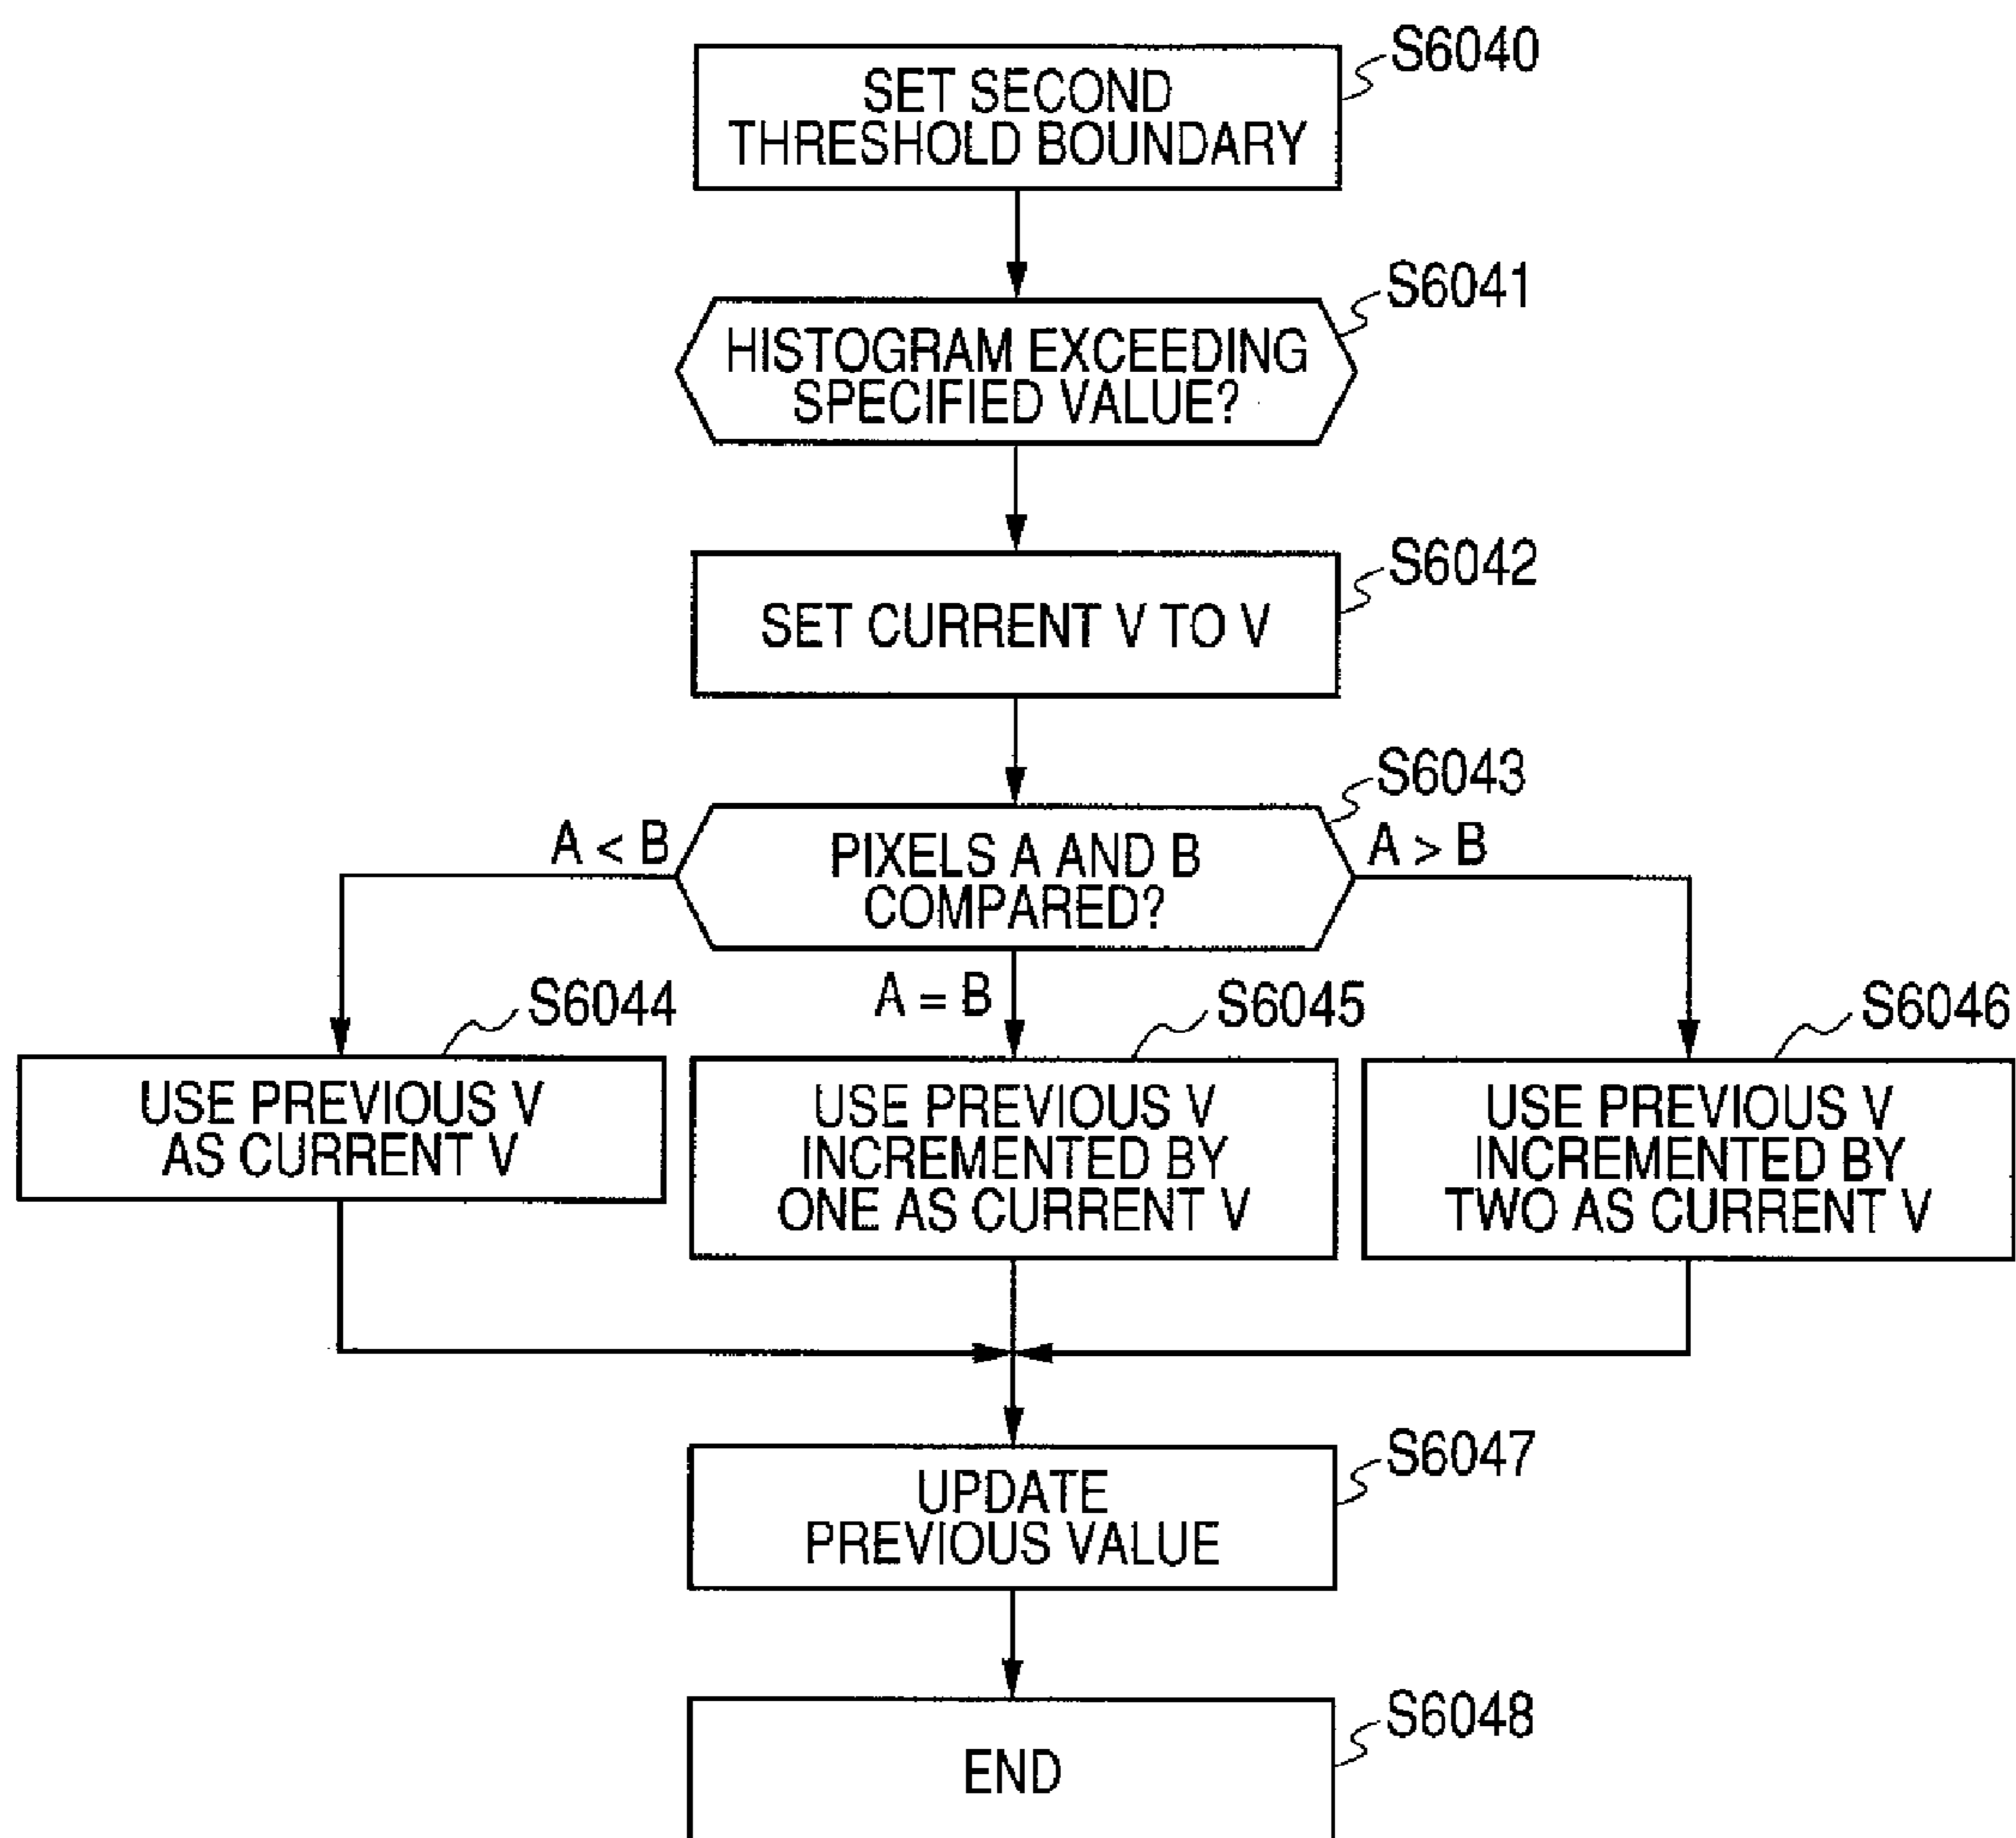 S6040
SET SECOND
THRESHOLD BOUNDARY
S6041
HISTOGRAM EXCEEDING
SPECIFIED VALUE?
S6042
SET CURRENT V TO V
S6043
A < B
PIXELS A AND B
COMPARED?
A > B
A = B
S6044
USE PREVIOUS V
AS CURRENT V
S6045
USE PREVIOUS V
INCREMENTED BY
ONE AS CURRENT V
S6046
USE PREVIOUS V
INCREMENTED BY
TWO AS CURRENT V
S6047
UPDATE
PREVIOUS VALUE
S6048
END